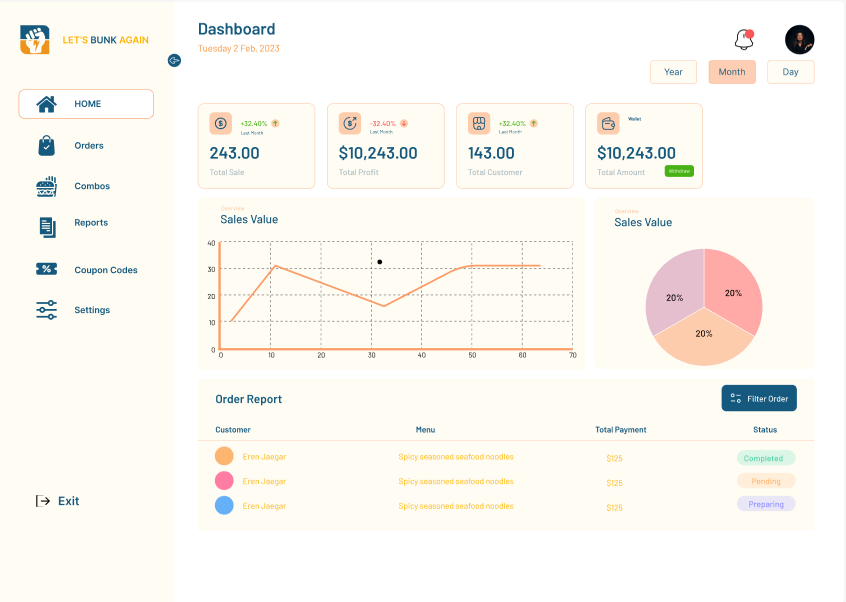 LET'S BUNK AGAIN
HOME
Orders
Combos
Reports
%
Coupon Codes
Settings
Exit
Dashboard
Tuesday 2 Feb, 2023
Year
Month
Day
$
+32.40%
Last Month
243.00
Total Sale
$
-32.40%
Last Month
$10,243.00
Total Profit
+32.40%
Last Month
143.00
Total Customer
Wallet
$10,243.00
Total Amount
Withdraw
Overview
Sales Value
40
30
20
10
0
0 10 20 30 40 50 60 70
Overview
Sales Value
20%
20%
20%
Order Report
Filter Order
Customer Menu Total Payment Status
Eren Jaegar Spicy seasoned seafood noodles $125 Completed
Eren Jaegar Spicy seasoned seafood noodles $125 Pending
Eren Jaegar Spicy seasoned seafood noodles $125 Preparing